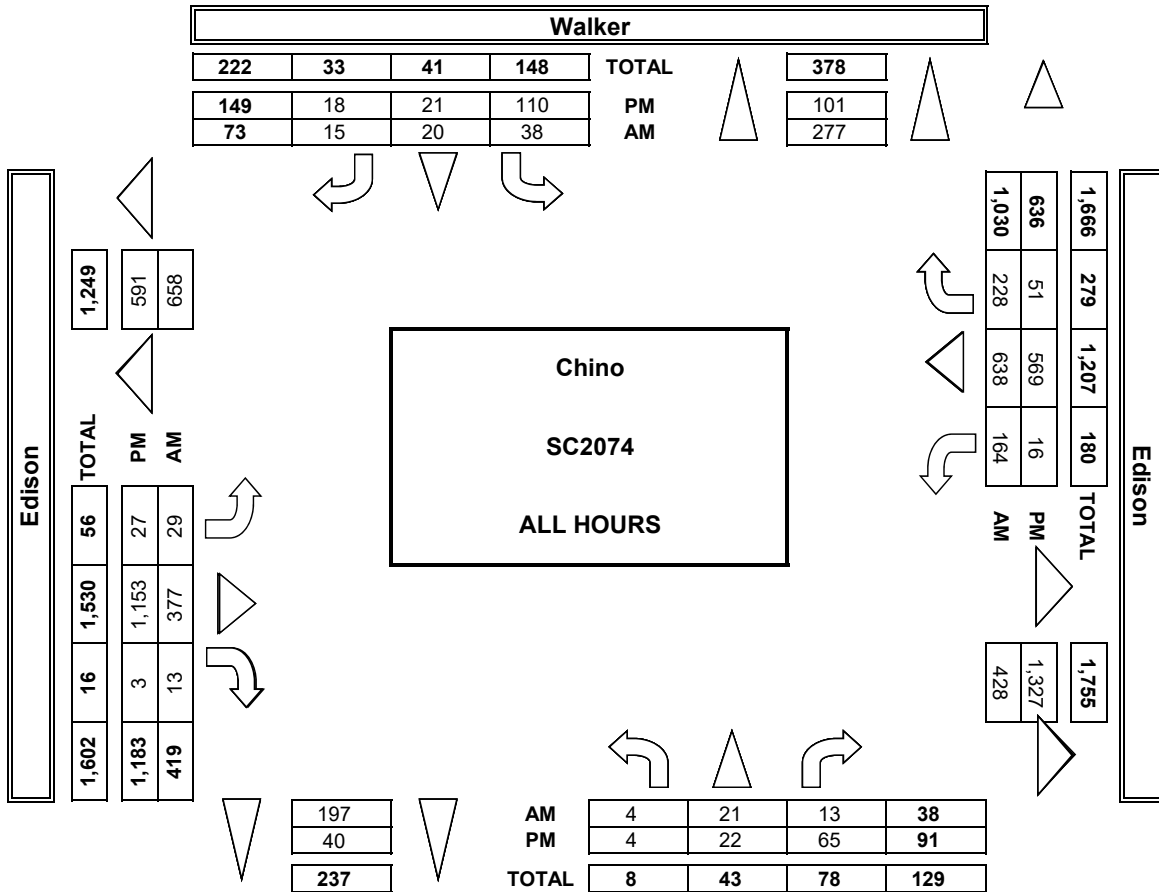 Walker
222 33 41 148 TOTAL 378
149 18 21 110 PM 101
73 15 20 38 AM 277
Edison
1,249
591
658
TOTAL 56 1,530 16 1,602
PM 27 1,153 3 1,183
AM 29 377 13 419
Chino
SC2074
ALL HOURS
1,666 279 1,207 180 TOTAL 1,755
636 51 569 16 PM 1,327
1,030 228 638 164 AM 428
Edison
197 AM 4 21 13 38
40 PM 4 22 65 91
237 TOTAL 8 43 78 129